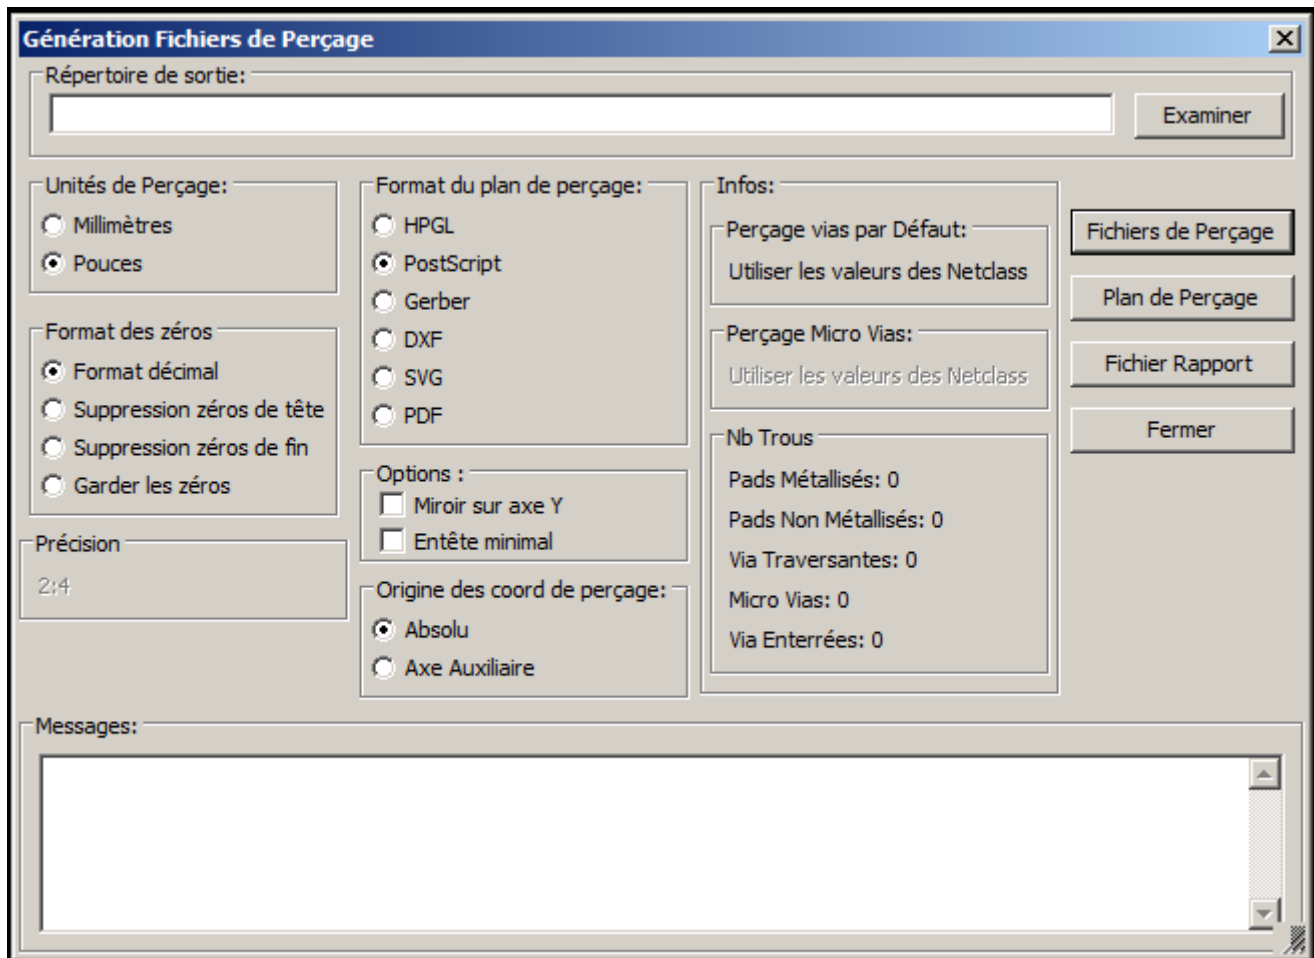 Génération Fichiers de Perçage
Répertoire de sortie:
Examiner
Unités de Perçage:
Millimètres
Pouces
Format des zéros
Format décimal
Suppression zéros de tête
Suppression zéros de fin
Garder les zéros
Précision
2:4
Format du plan de perçage:
HPGL
PostScript
Gerber
DXF
SVG
PDF
Options :
Miroir sur axe Y
Entête minimal
Origine des coord de perçage:
Absolu
Axe Auxiliaire
Infos:
Perçage vias par Défaut:
Utiliser les valeurs des Netclass
Perçage Micro Vias:
Utiliser les valeurs des Netclass
Nb Trous
Pads Métallisés: 0
Pads Non Métallisés: 0
Via Traversantes: 0
Micro Vias: 0
Via Enterrées: 0
Fichiers de Perçage
Plan de Perçage
Fichier Rapport
Fermer
Messages: